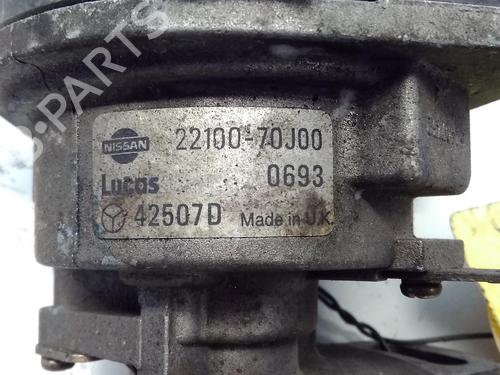 B-PARTS
NISSAN 22100-70J00
Lucas 0693
42507D Made in U.K